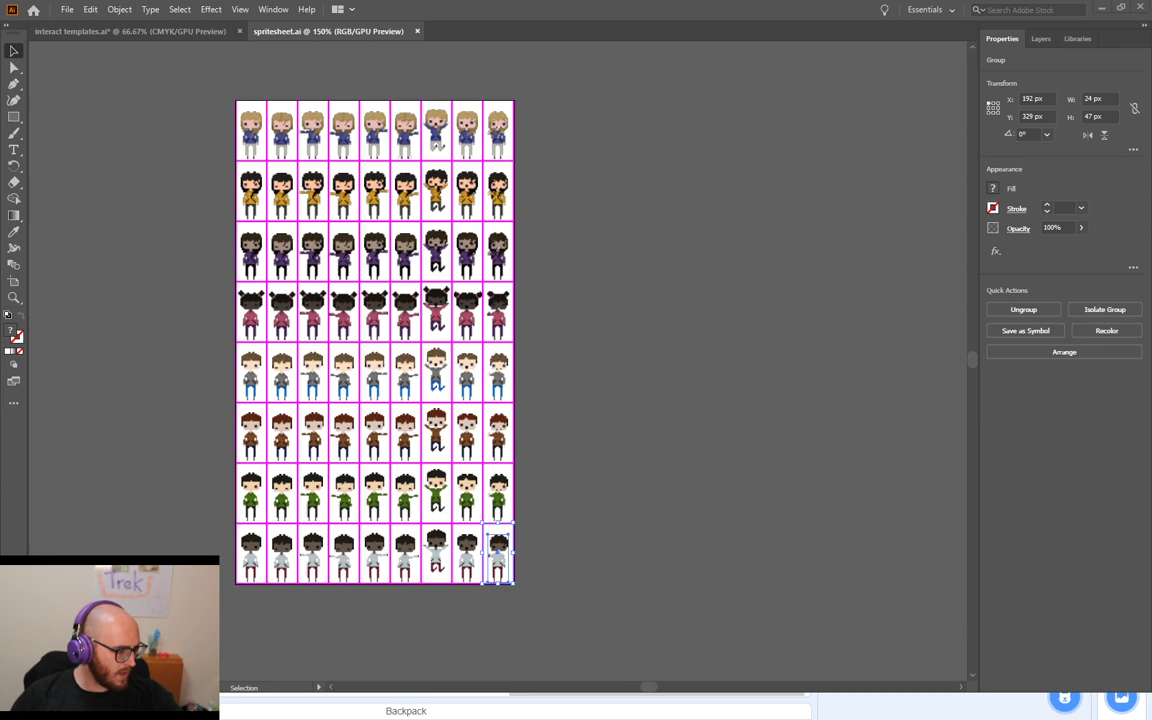 Ai File Edit Object Type Select Effect View Window Help Essentials Search Adobe Stock
interact templates.ai* @ 66.67% (CMYK/GPU Preview) × spritesheet.ai @ 150% (RGB/GPU Preview) ×
Properties Layers Libraries
Group
Transform
X: 192 px W: 24 px
Y: 329 px H: 47 px
0°
Appearance
? Fill
Stroke
Opacity 100%
fx.
Quick Actions
Ungroup Isolate Group
Save as Symbol Recolor
Arrange
?
Trek
Selection
Backpack